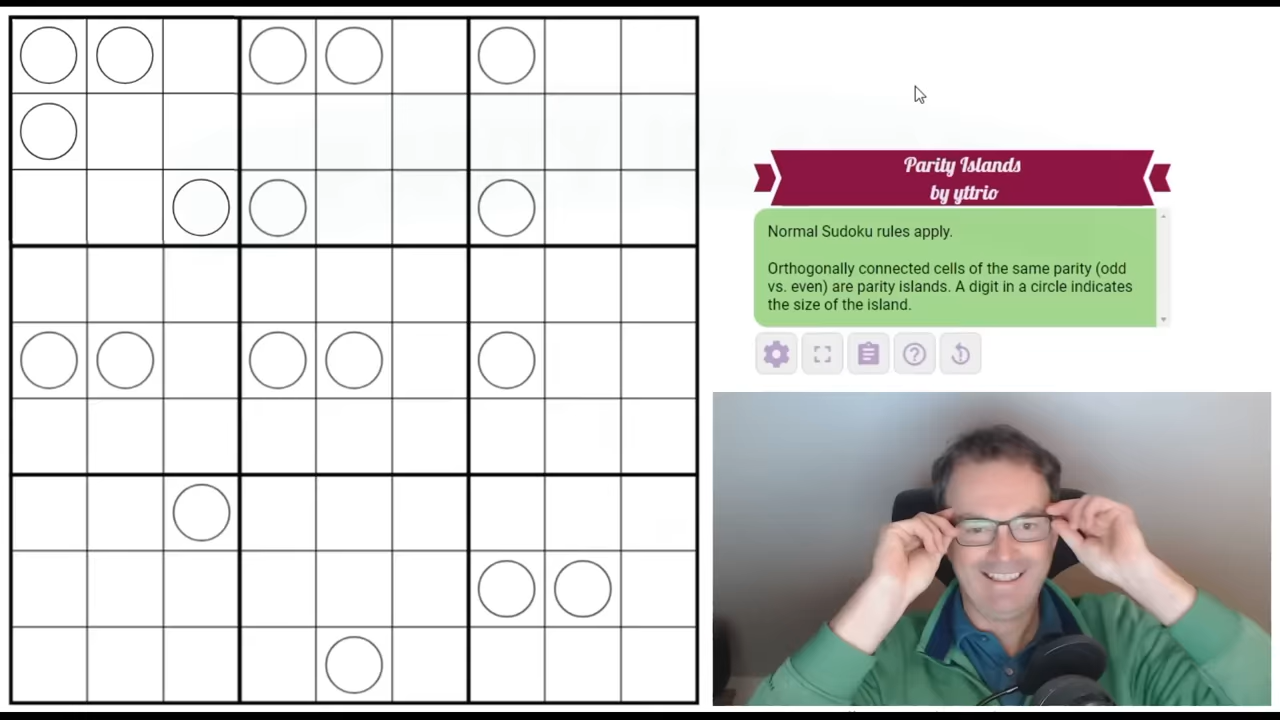 Parity Islands
by yttrio
Normal Sudoku rules apply.
Orthogonally connected cells of the same parity (odd
vs. even) are parity islands. A digit in a circle indicates
the size of the island.